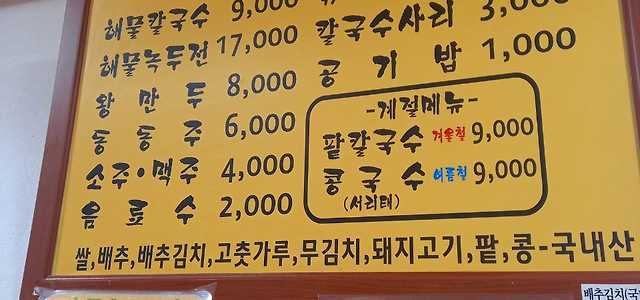 해물칼국수 9,000
해물녹두전 17,000
왕만두 8,000
동동주 6,000
소주·맥주 4,000
음료수 2,000
칼국수사리 3,000
공기밥 1,000
-계절메뉴-
팥칼국수 겨울철 9,000
콩국수 여름철 9,000
(서리태)
쌀,배추,배추김치,고춧가루,무김치,돼지고기,팥,콩-국내산
배추김치(국